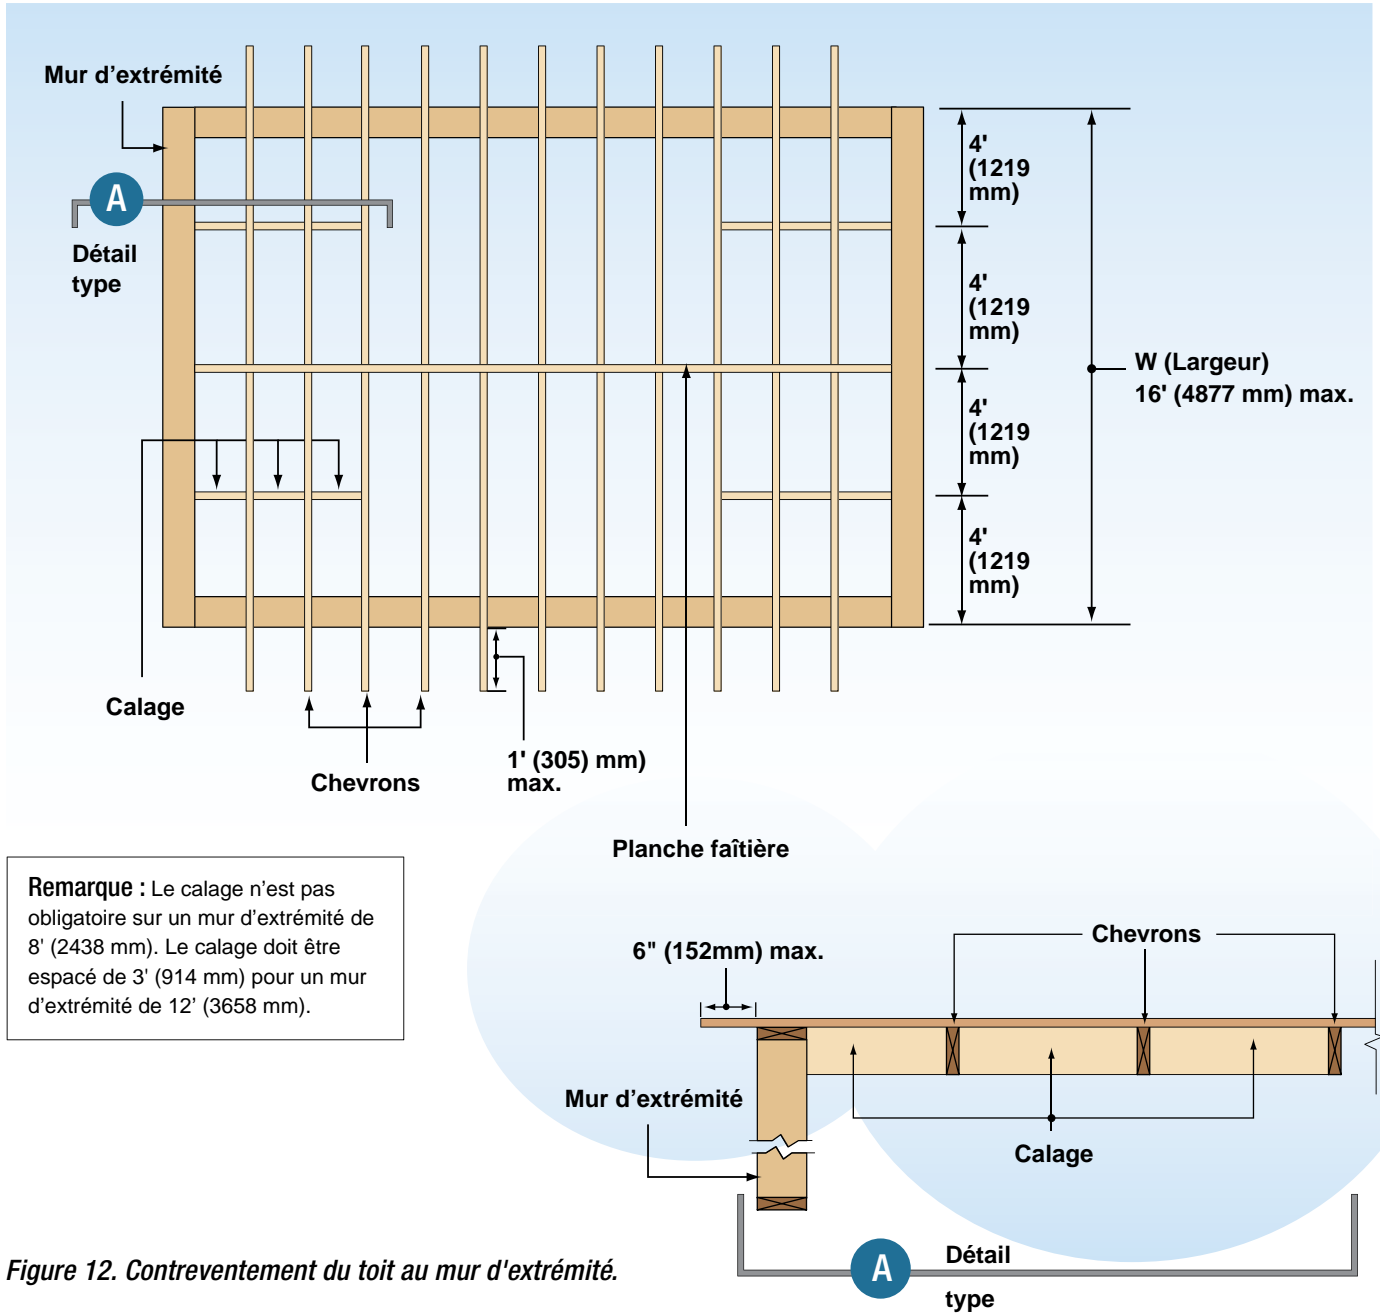 Mur d’extrémité
A
Détail
type
4'
(1219
mm)
4'
(1219
mm)
W (Largeur)
16' (4877 mm) max.
4'
(1219
mm)
4'
(1219
mm)
Calage
Chevrons
1' (305) mm)
max.
Planche faîtière
Remarque : Le calage n’est pas
obligatoire sur un mur d’extrémité de
8' (2438 mm). Le calage doit être
espacé de 3' (914 mm) pour un mur
d’extrémité de 12’ (3658 mm).
6" (152mm) max.
Chevrons
Mur d’extrémité
Calage
A
Détail
type
Figure 12. Contreventement du toit au mur d'extrémité.